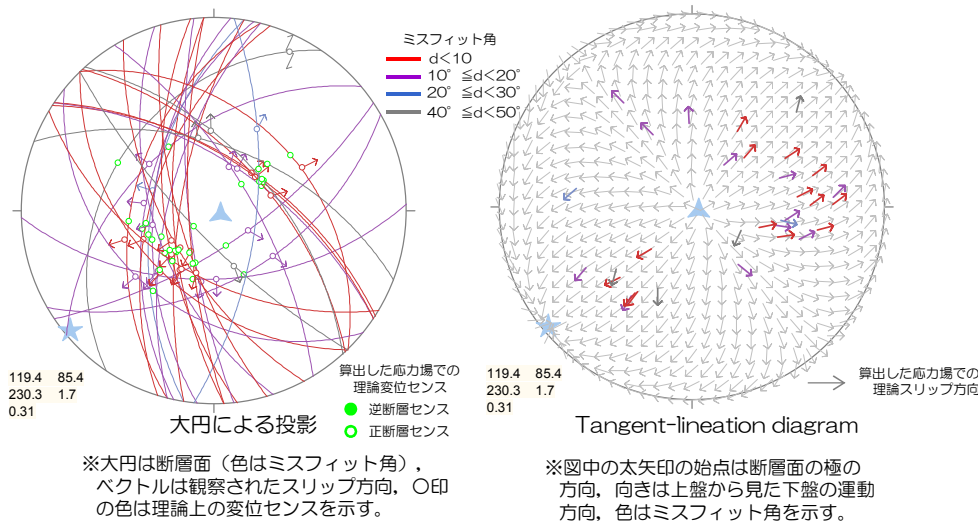 ミスフィット角
d<10
10° ≦d<20°
20° ≦d<30°
40° ≦d<50°
119.4 85.4
230.3 1.7
0.31
算出した応力場での
理論変位センス
逆断層センス
正断層センス
大円による投影
※大円は断層面（色はミスフィット角），
ベクトルは観察されたスリップ方向，〇印
の色は理論上の変位センスを示す。
119.4 85.4
230.3 1.7
0.31
算出した応力場での
理論スリップ方向
Tangent-lineation diagram
※図中の太矢印の始点は断層面の極の
方向，向きは上盤から見た下盤の運動
方向，色はミスフィット角を示す。